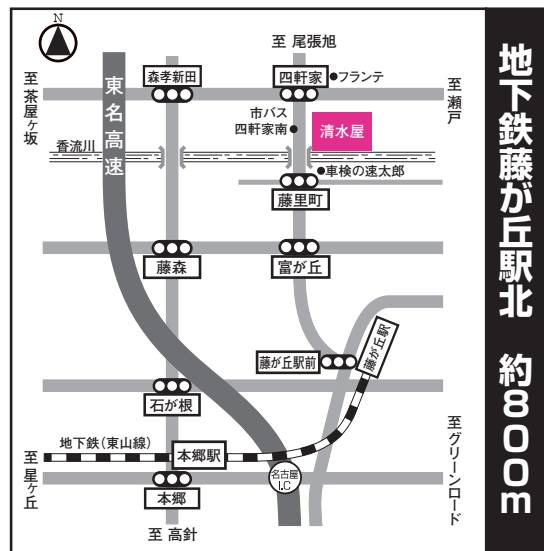 N
至 尾張旭
至 茶屋ヶ坂
東名高速
森孝新田
四軒家
フランテ
至 瀬戸
市バス
四軒家南
清水屋
香流川
車検の速太郎
藤里町
藤森
富が丘
藤が丘駅前
藤が丘駅
石が根
地下鉄(東山線)
本郷駅
至 星ヶ丘
名古屋
I.C
至 グリーンロード
本郷
至 高針
地下鉄藤が丘駅北 約800m